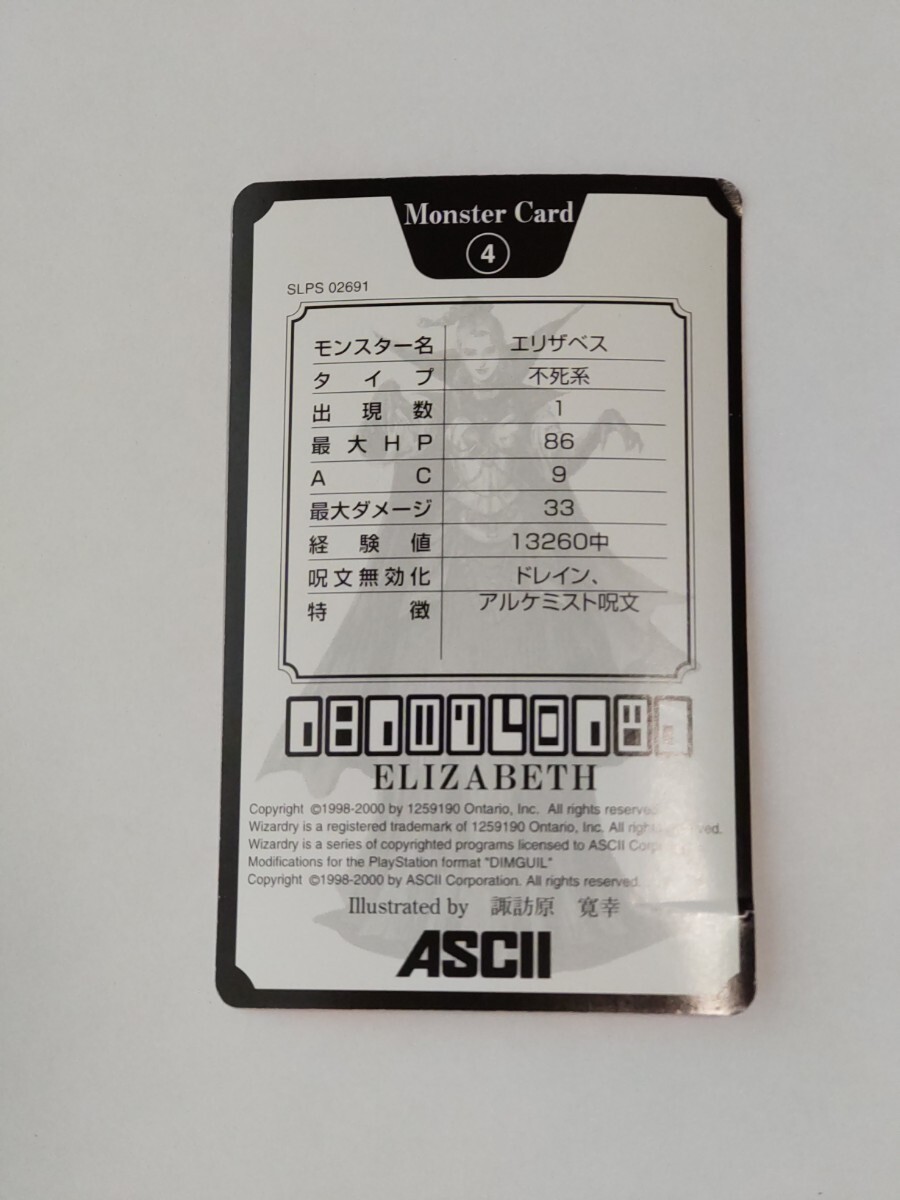 Monster Card
4
SLPS 02691
モンスター名 エリザベス
タイプ 不死系
出現数 1
最大HP 86
AC 9
最大ダメージ 33
経験値 13260中
呪文無効化 ドレイン、
特徴 アルケミスト呪文
ELIZABETH
Copyright ©1998-2000 by 1259190 Ontario, Inc. All rights reserved.
Wizardry is a registered trademark of 1259190 Ontario, Inc. All rights reserved.
Wizardry is a series of copyrighted programs licensed to ASCII
Modifications for the PlayStation format "DIMGUIL"
Copyright ©1998-2000 by ASCII Corporation. All rights reserved.
Illustrated by 諏訪原 寛幸
ASCII